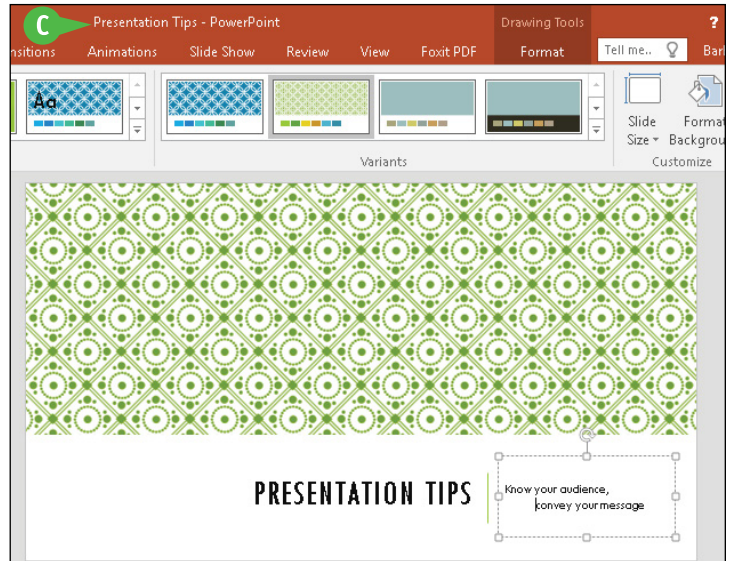 C
Presentation Tips - PowerPoint
Drawing Tools
?
nsitions Animations Slide Show Review View Foxit PDF Format Tell me.. Barl
Aa
Slide Size
Format Backgrou
Variants
Customize
PRESENTATION TIPS
Know your audience,
convey your message